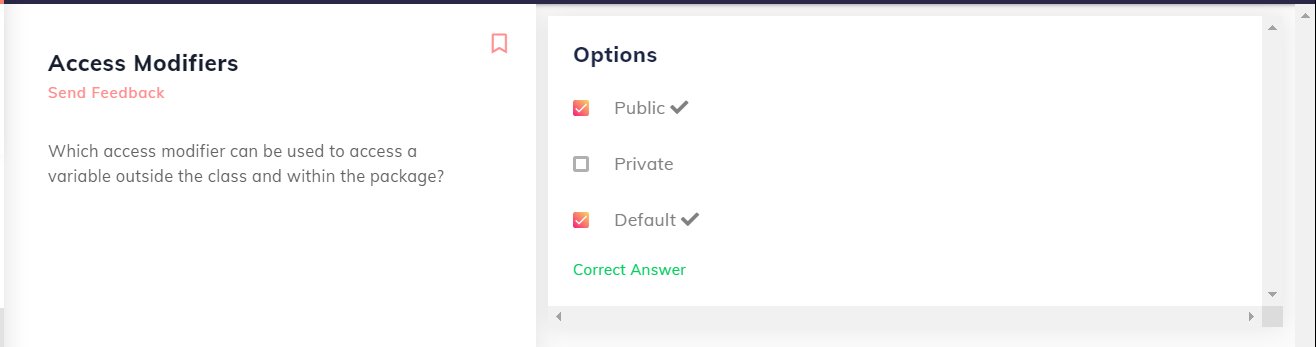 Access Modifiers
Send Feedback
Which access modifier can be used to access a
variable outside the class and within the package?
Options
Public
Private
Default
Correct Answer